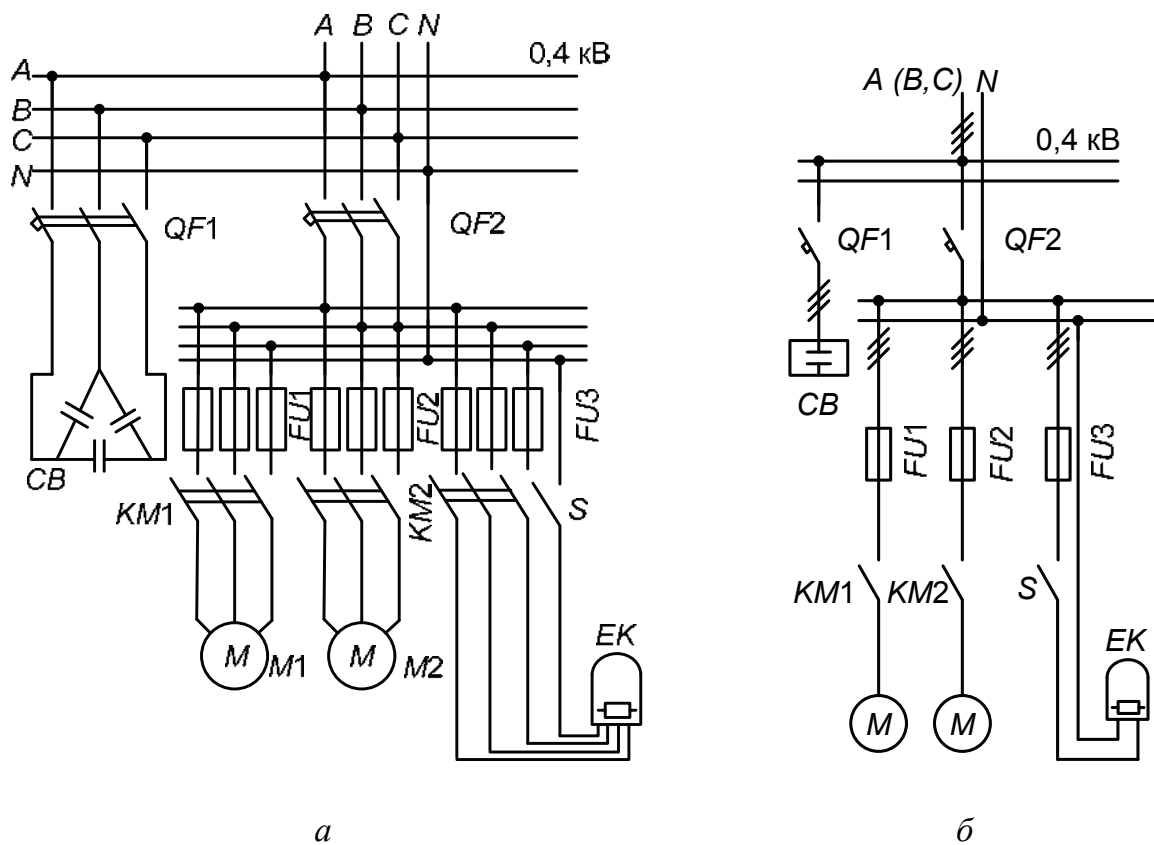 A B C N
0,4 кВ
A
B
C
N
QF1
QF2
FU1
FU2
FU3
CB
KM1
KM2
S
M
M1
M
M2
EK
а
A (B,C) N
0,4 кВ
QF1
QF2
CB
FU1
FU2
FU3
KM1
KM2
S
EK
M
M
б